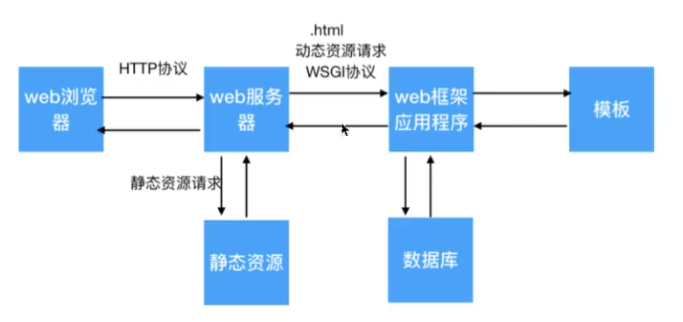 .html
动态资源请求
WSGI协议
HTTP协议
web浏览
器
web服务
器
web框架
应用程序
模板
静态资源请求
静态资源
数据库